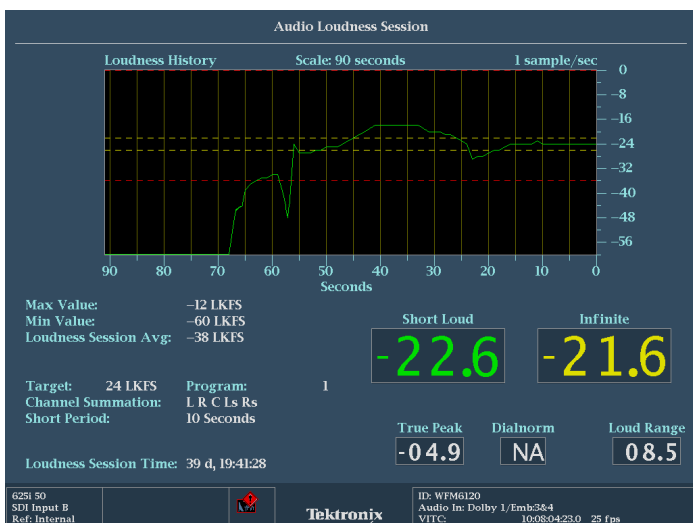 Audio Loudness Session
Loudness History Scale: 90 seconds 1 sample/sec
0
−8
−16
−24
−32
−40
−48
−56
90 80 70 60 50 40 30 20 10 0
Seconds
Max Value: −12 LKFS
Min Value: −60 LKFS
Loudness Session Avg: −38 LKFS
Short Loud Infinite
-22.6 -21.6
Target: 24 LKFS Program: 1
Channel Summation: L R C Ls Rs
Short Period: 10 Seconds
True Peak Dialnorm Loud Range
-04.9 NA 08.5
Loudness Session Time: 39 d, 19:41:28
625i 50
SDI Input B
Ref: Internal
Tektronix
ID: WFM6120
Audio In: Dolby 1/Emb:3&4
VITC: 10:08:04:23.0 25 fps